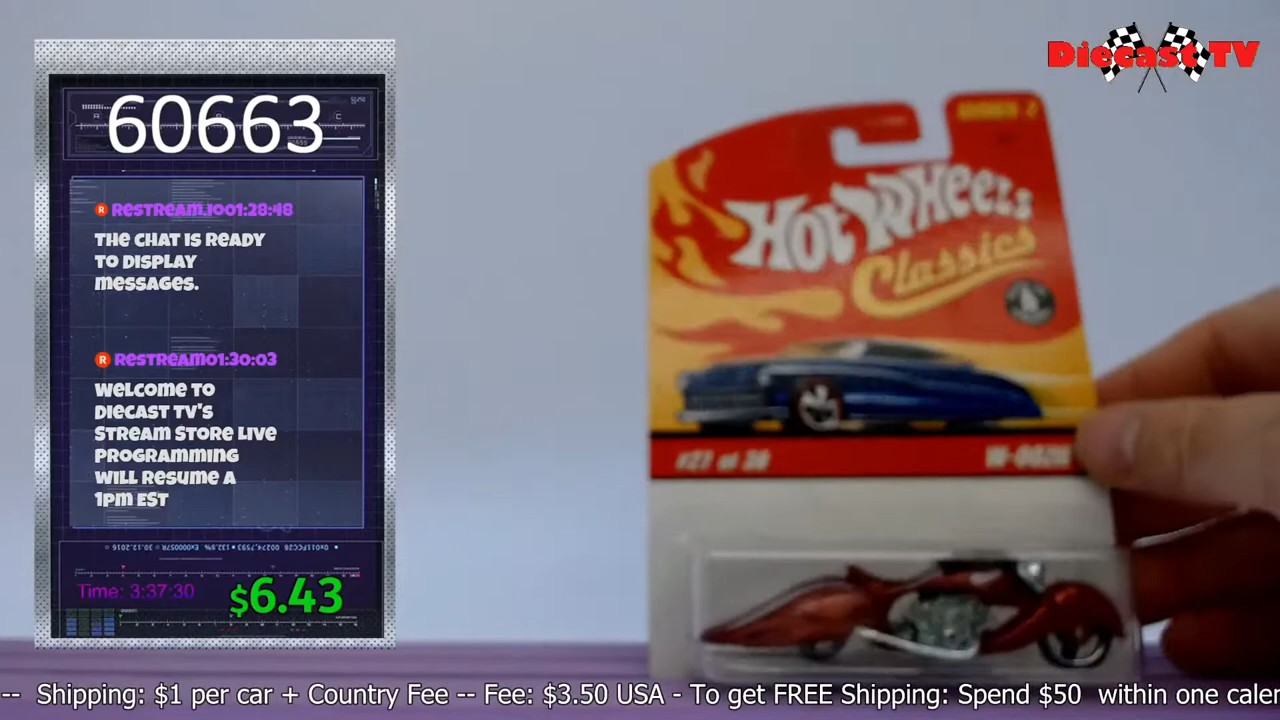 Diecast TV
60663
Restream.io01:28:48
THE CHAT IS READY
TO DISPLAY
MESSAGES.
Restream01:30:03
WELCOME TO
DIECAST TV'S
STREAM STORE LIVE
PROGRAMMING
WILL RESUME A
1PM EST
Time: 3:37:30
$6.43
Hot Wheels
Classics
#27 of 30
-- Shipping: $1 per car + Country Fee -- Fee: $3.50 USA - To get FREE Shipping: Spend $50 within one